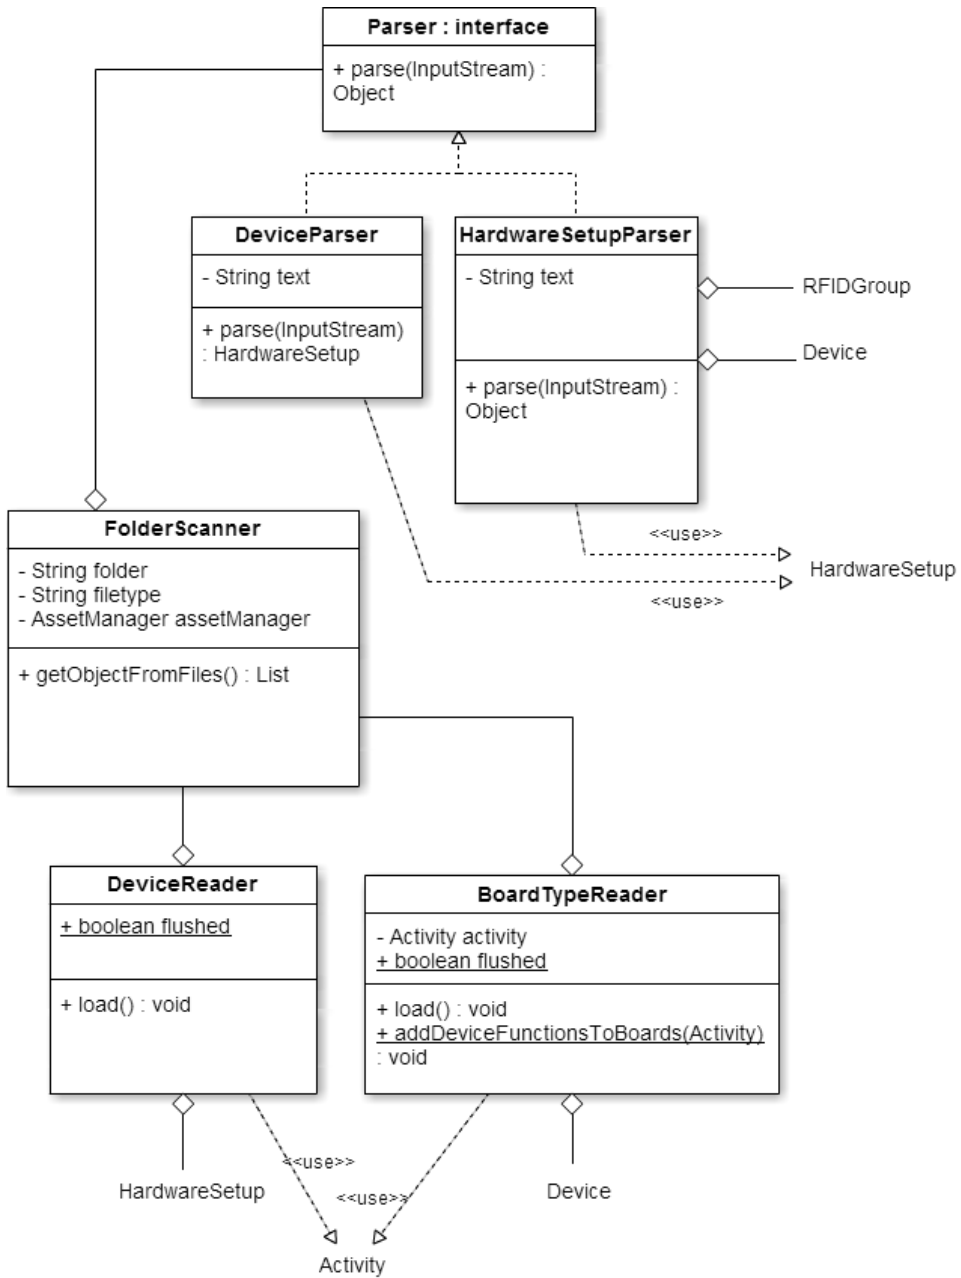 Parser : interface
+ parse(InputStream) :
Object
DeviceParser
- String text
+ parse(InputStream)
: HardwareSetup
HardwareSetupParser
- String text
+ parse(InputStream) :
Object
RFIDGroup
Device
<<use>>
HardwareSetup
<<use>>
FolderScanner
- String folder
- String filetype
- AssetManager assetManager
+ getObjectFromFiles() : List
DeviceReader
+ boolean flushed
+ load() : void
BoardTypeReader
- Activity activity
+ boolean flushed
+ load() : void
+ addDeviceFunctionsToBoards(Activity)
: void
<<use>>
<<use>>
HardwareSetup
Device
Activity